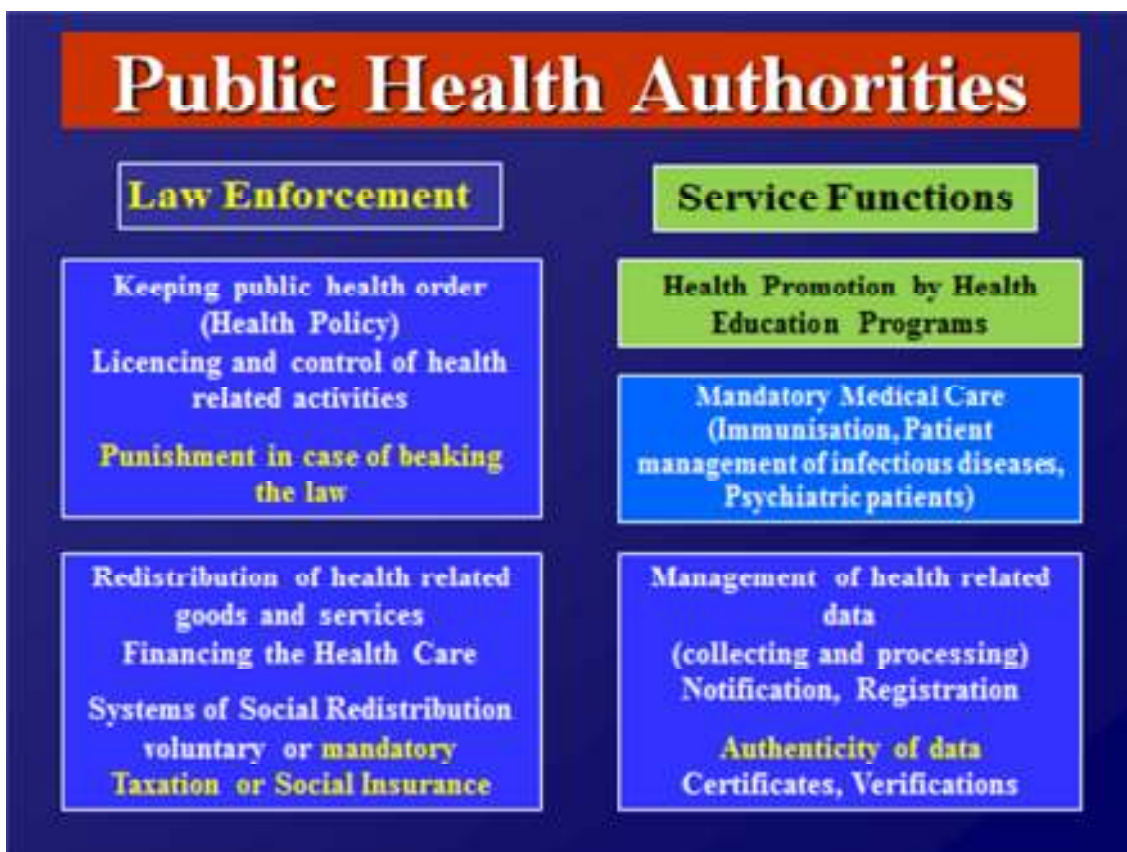 Public Health Authorities
Law Enforcement
Keeping public health order
(Health Policy)
Licencing and control of health
related activities
Punishment in case of beaking
the law
Redistribution of health related
goods and services
Financing the Health Care
Systems of Social Redistribution
voluntary or mandatory
Taxation or Social Insurance
Service Functions
Health Promotion by Health
Education Programs
Mandatory Medical Care
(Immunisation, Patient
management of infectious diseases,
Psychiatric patients)
Management of health related
data
(collecting and processing)
Notification, Registration
Authenticity of data
Certificates, Verifications